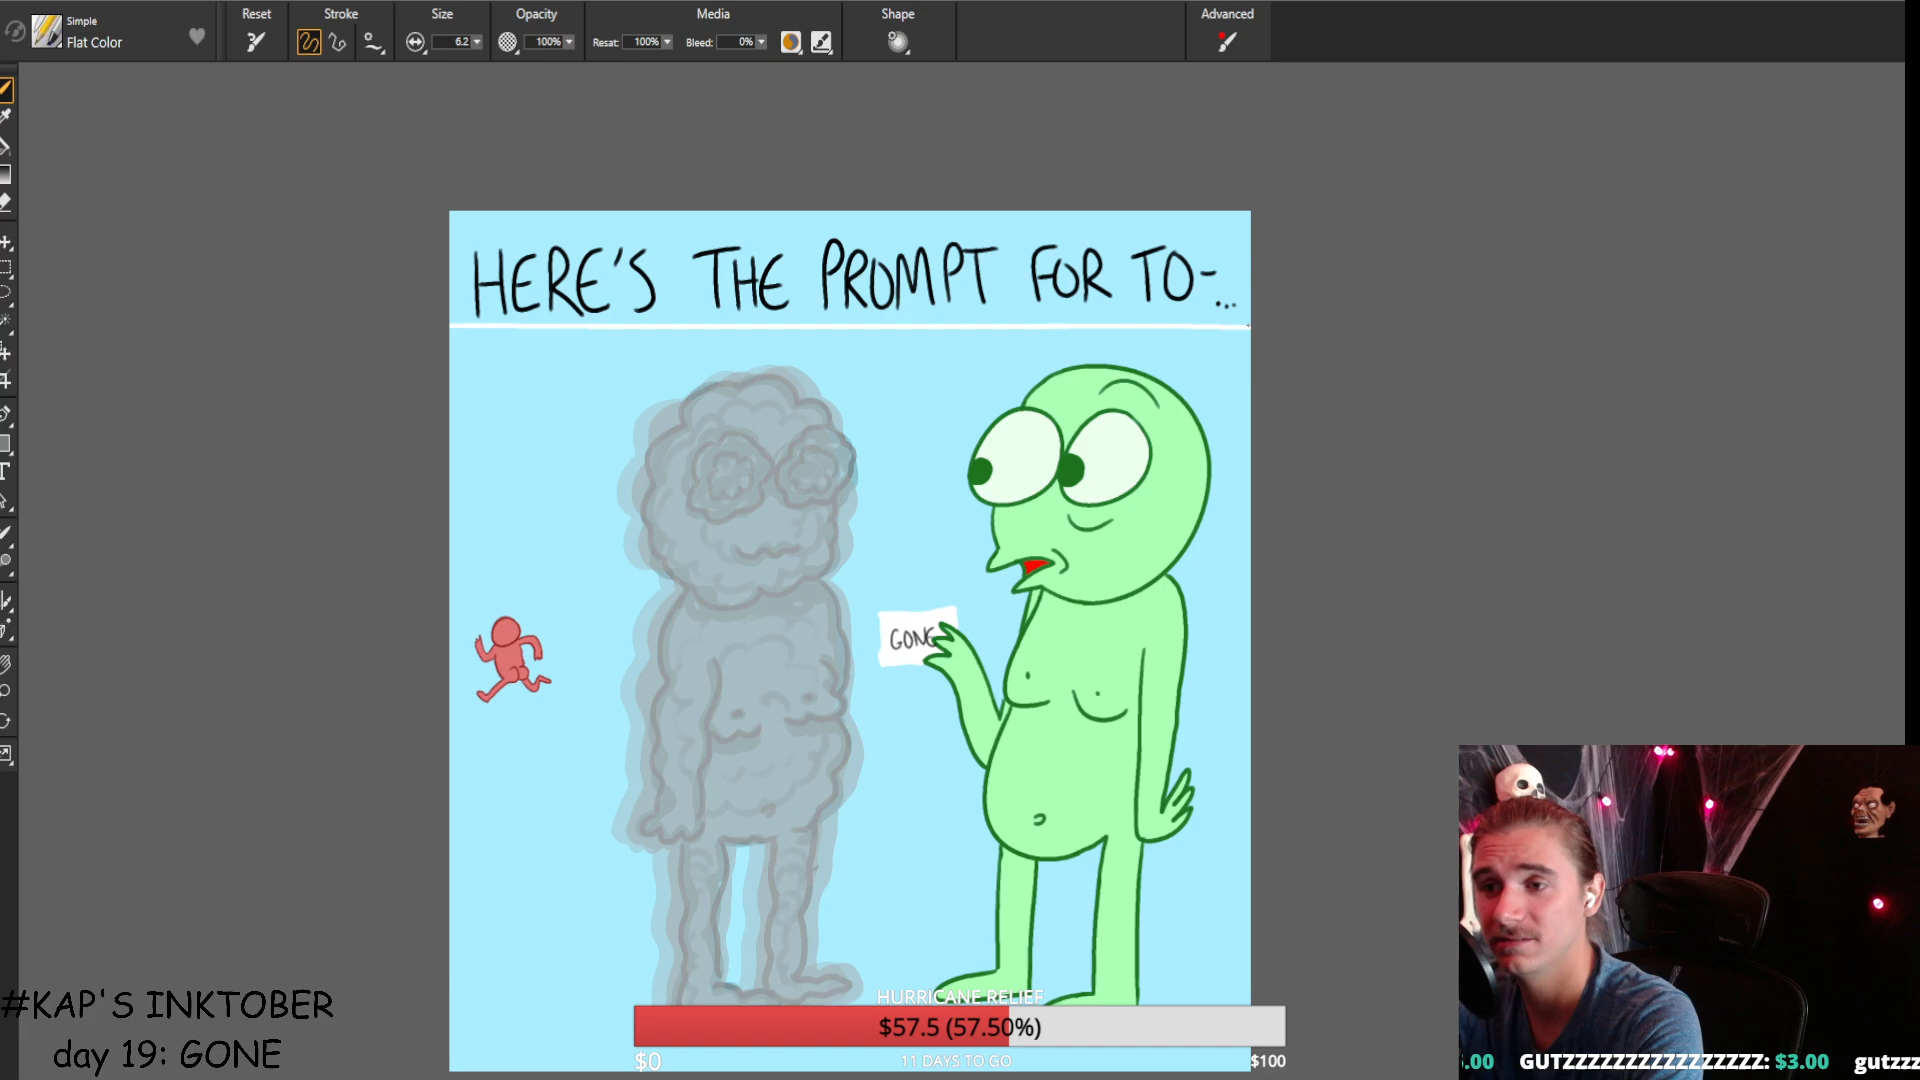 Reset
Stroke
Size
Opacity
Media
Shape
Advanced
Simple
Flat Color
6.2
100%
Resat: 100%
Bleed: 0%
HERE'S THE PROMPT FOR TO-...
GONE
#KAP'S INKTOBER
day 19: GONE
HURRICANE RELIEF
$57.5 (57.50%)
$0
11 DAYS TO GO
$100
5.00 GUTZZZZZZZZZZZZZZZZ: $3.00 gutzzz